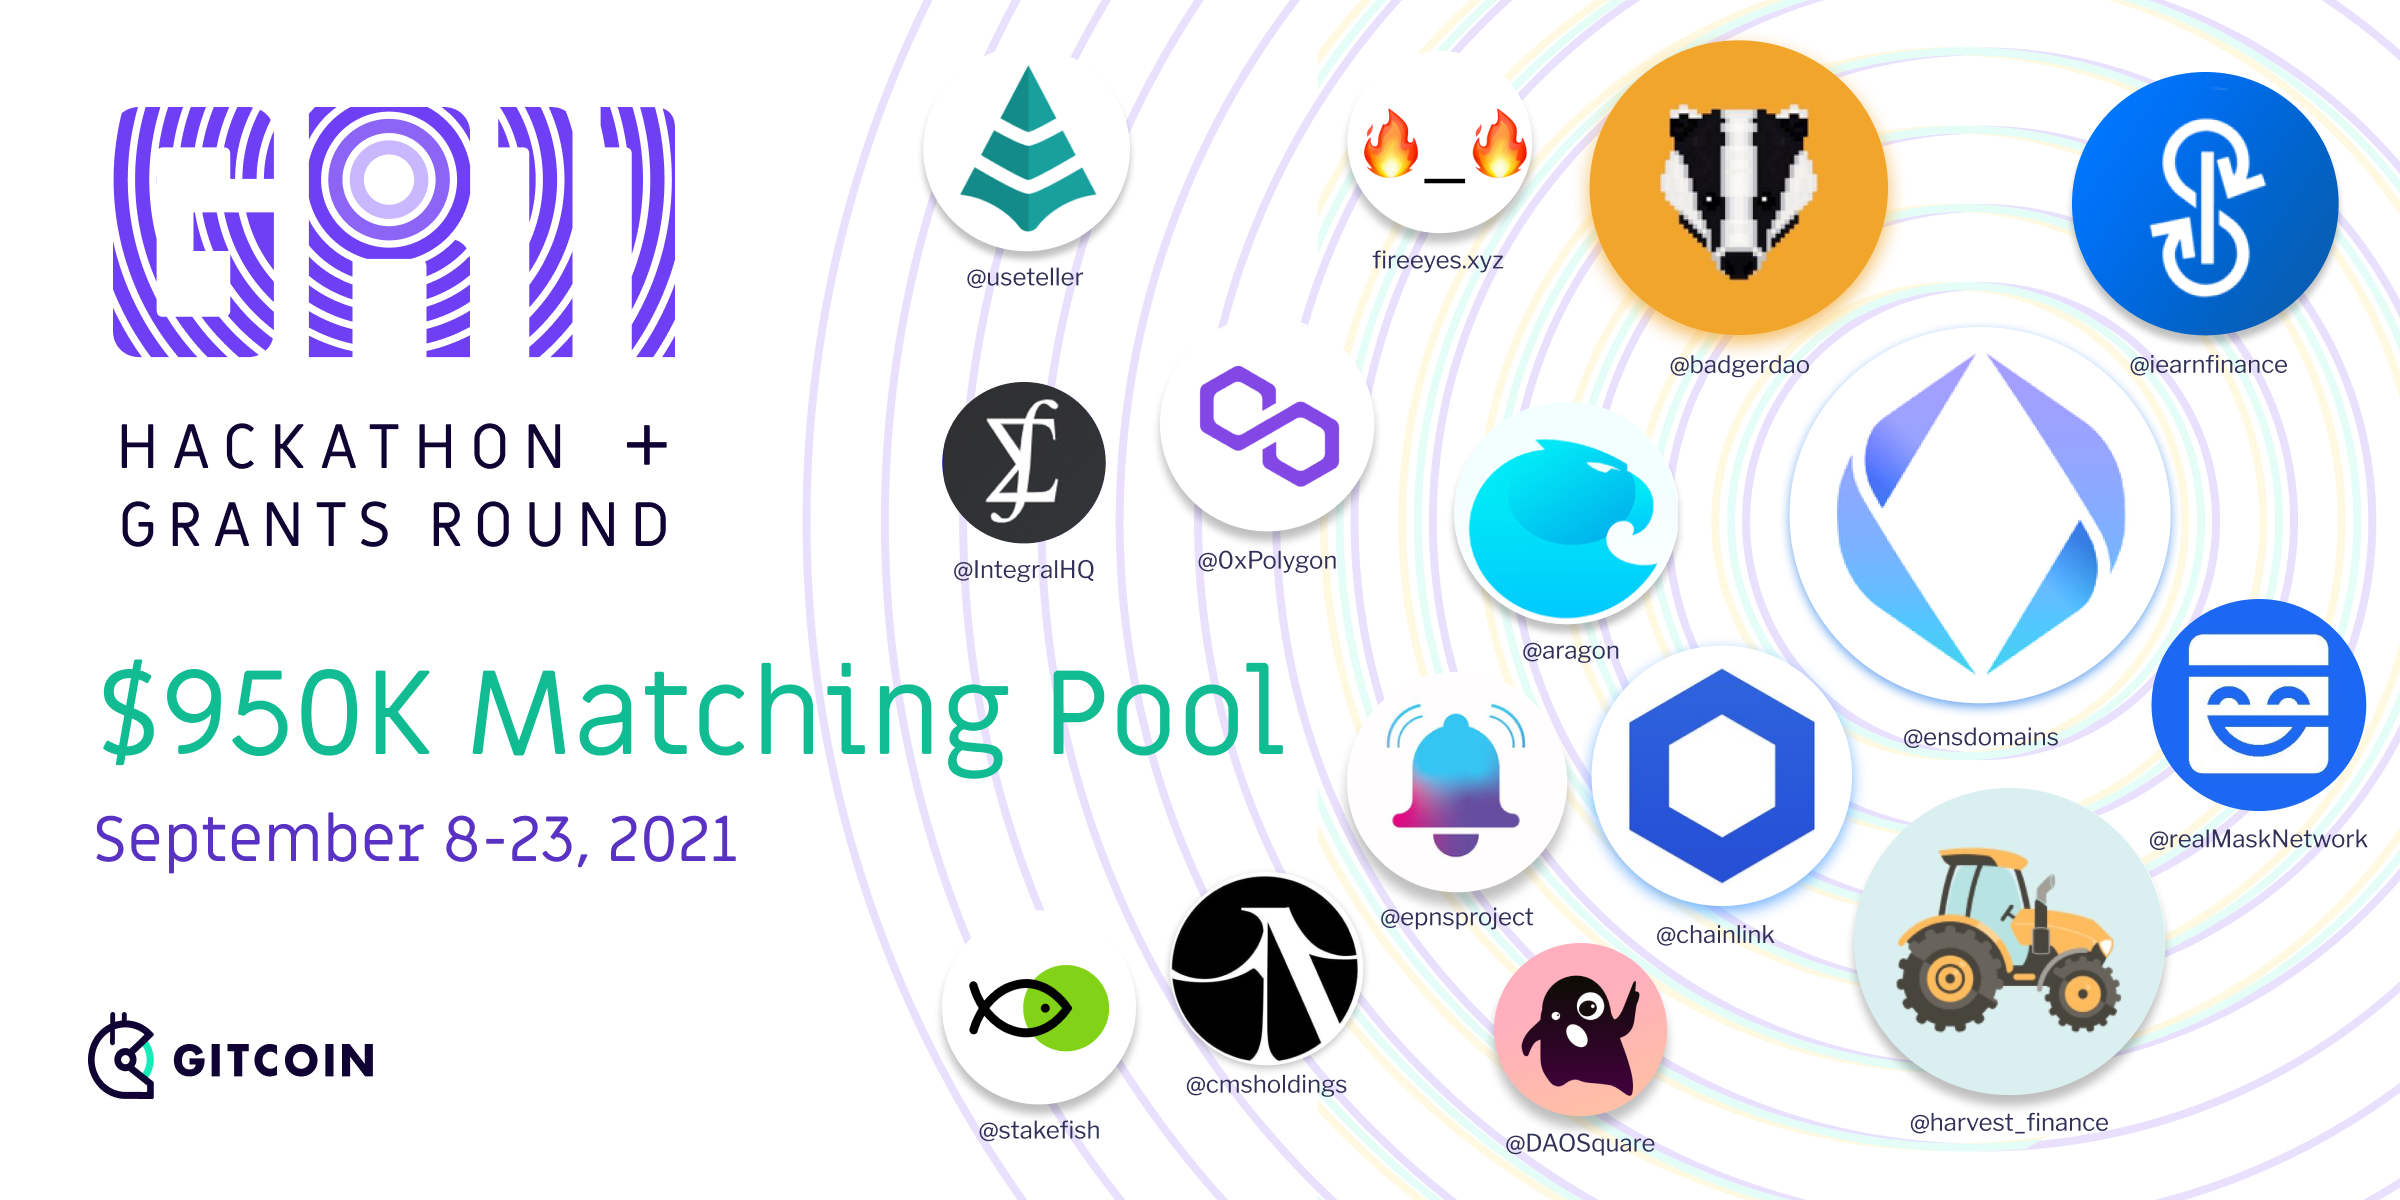 GR11
HACKATHON +
GRANTS ROUND
$950K Matching Pool
September 8-23, 2021
GITCOIN
@useteller
fireeyes.xyz
@badgerdao
@iearnfinance
@IntegralHQ
@0xPolygon
@aragon
@ensdomains
@realMaskNetwork
@epnsproject
@chainlink
@stakefish
@cmsholdings
@DAOSquare
@harvest_finance